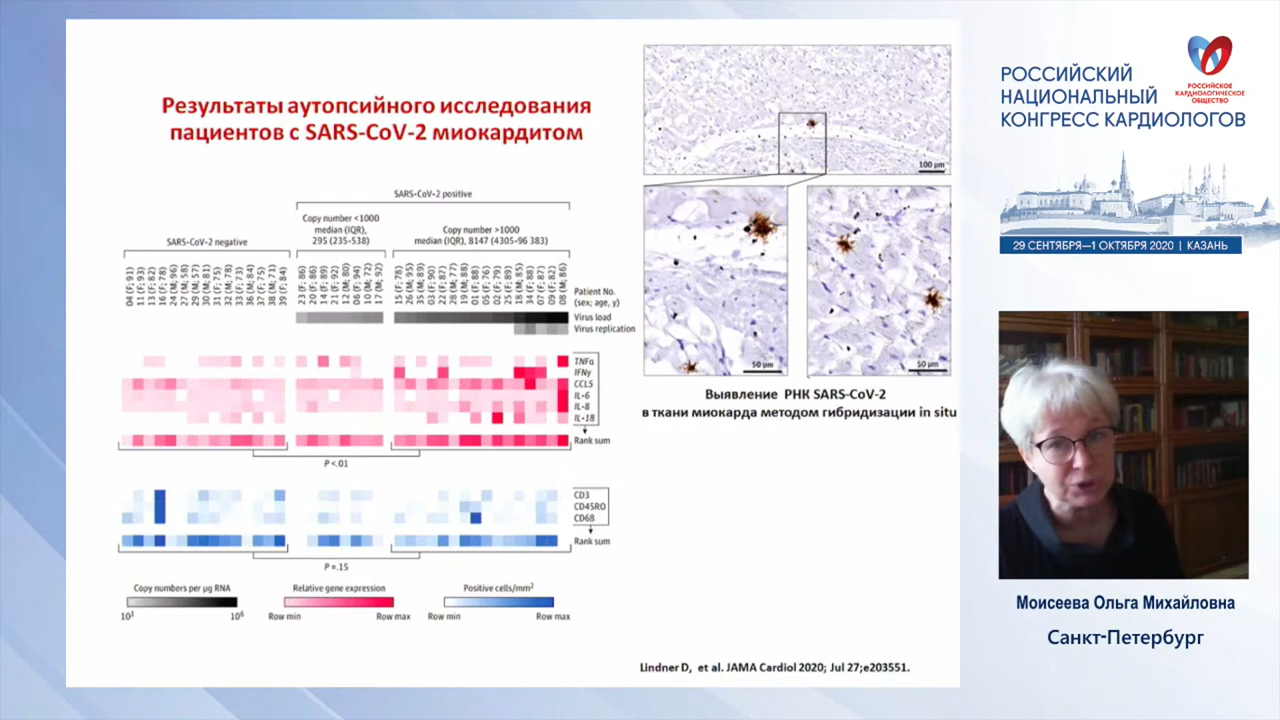 Результаты аутопсийного исследования
пациентов с SARS-CoV-2 миокардитом
SARS-CoV-2 positive
Copy number <1000
median (IQR),
295 (235-538)
Copy number >1000
median (IQR), 8147 (4305-96 383)
SARS-CoV-2 negative
04 (F; 91)
11 (F; 93)
13 (F; 82)
16 (F; 78)
24 (M; 96)
27 (M; 58)
29 (M; 57)
30 (M; 81)
31 (F; 75)
32 (M; 78)
33 (F; 73)
36 (M; 84)
37 (F; 75)
38 (M; 71)
39 (F; 84)
23 (F; 86)
20 (F; 86)
14 (F; 89)
21 (F; 92)
12 (M; 80)
06 (F; 94)
10 (M; 72)
17 (M; 92)
15 (F; 78)
26 (M; 95)
35 (M; 89)
03 (F; 90)
22 (F; 87)
28 (M; 77)
19 (M; 88)
01 (F; 88)
05 (F; 76)
02 (F; 79)
25 (F; 89)
18 (M; 85)
34 (F; 88)
07 (F; 87)
09 (F; 82)
08 (M; 86)
Patient No.
(sex; age, y)
Virus load
Virus replication
TNFα
IFNγ
CCL5
IL-6
IL-8
IL-18
Rank sum
P <.01
CD3
CD45RO
CD68
Rank sum
P =.15
Copy numbers per µg RNA
10¹ 10⁶
Relative gene expression
Row min Row max
Positive cells/mm²
Row min Row max
100 µm
50 µm
50 µm
Выявление РНК SARS-CoV-2
в ткани миокарда методом гибридизации in situ
Lindner D, et al. JAMA Cardiol 2020; Jul 27;e203551.
РОССИЙСКИЙ
НАЦИОНАЛЬНЫЙ
КОНГРЕСС КАРДИОЛОГОВ
РОССИЙСКОЕ
КАРДИОЛОГИЧЕСКОЕ
ОБЩЕСТВО
29 СЕНТЯБРЯ—1 ОКТЯБРЯ 2020 | КАЗАНЬ
Моисеева Ольга Михайловна
Санкт-Петербург